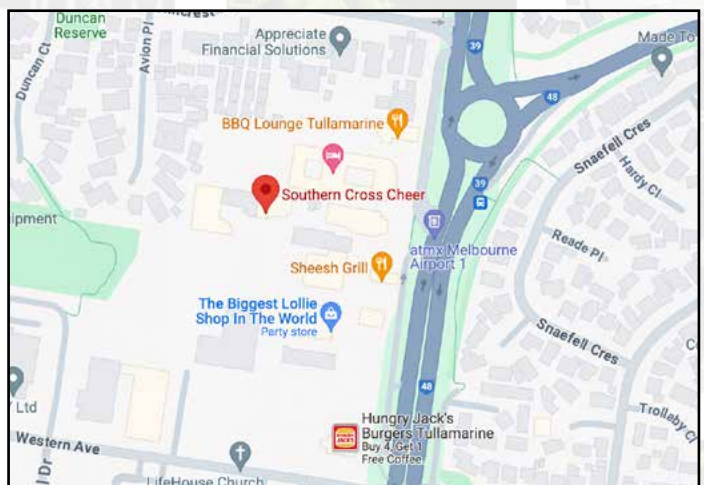 Duncan
Reserve
Duncan Ct
Avion Pl
Appreciate
Financial Solutions
39
Made To
48
BBQ Lounge Tullamarine
Snaefell Cres
Hardy Cl
Southern Cross Cheer
39
ipment
atmx Melbourne
Airport 1
Reade Pl
Sheesh Grill
The Biggest Lollie
Shop In The World
Party store
Snaefell Cres
48
Ltd
Hungry Jack's
Burgers Tullamarine
Buy 4, Get 1
Free Coffee
HUNGRY
JACK'S
Trolleby Cl
Western Ave
Dr
LifeHouse Church